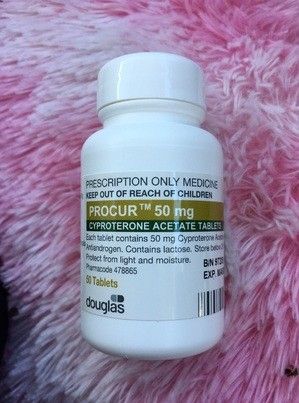 PRESCRIPTION ONLY MEDICINE
KEEP OUT OF REACH OF CHILDREN
PROCUR™ 50 mg
CYPROTERONE ACETATE TABLETS
Each tablet contains 50 mg Cyproterone
Antiandrogen. Contains lactose. Store below
Protect from light and moisture.
Pharmacode 478865
50 Tablets
B/N
EXP.
douglas